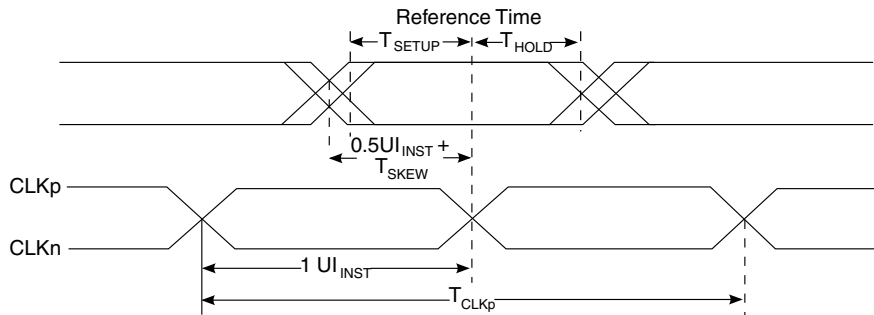 Reference Time
T SETUP T HOLD
0.5UI INST +
T SKEW
CLKp
CLKn
1 UI INST
T CLKp